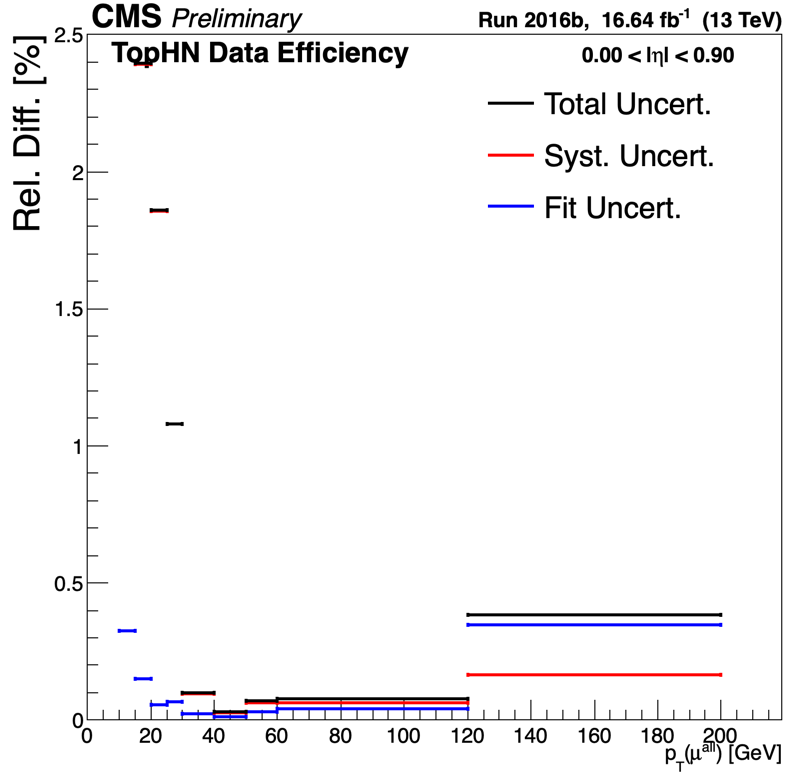 CMS Preliminary
Run 2016b, 16.64 fb⁻¹ (13 TeV)
TopHN Data Efficiency
0.00 < |η| < 0.90
Total Uncert.
Syst. Uncert.
Fit Uncert.
Rel. Diff. [%]
2.5
2
1.5
1
0.5
0
0 20 40 60 80 100 120 140 160 180 200
p_T(μ^all) [GeV]